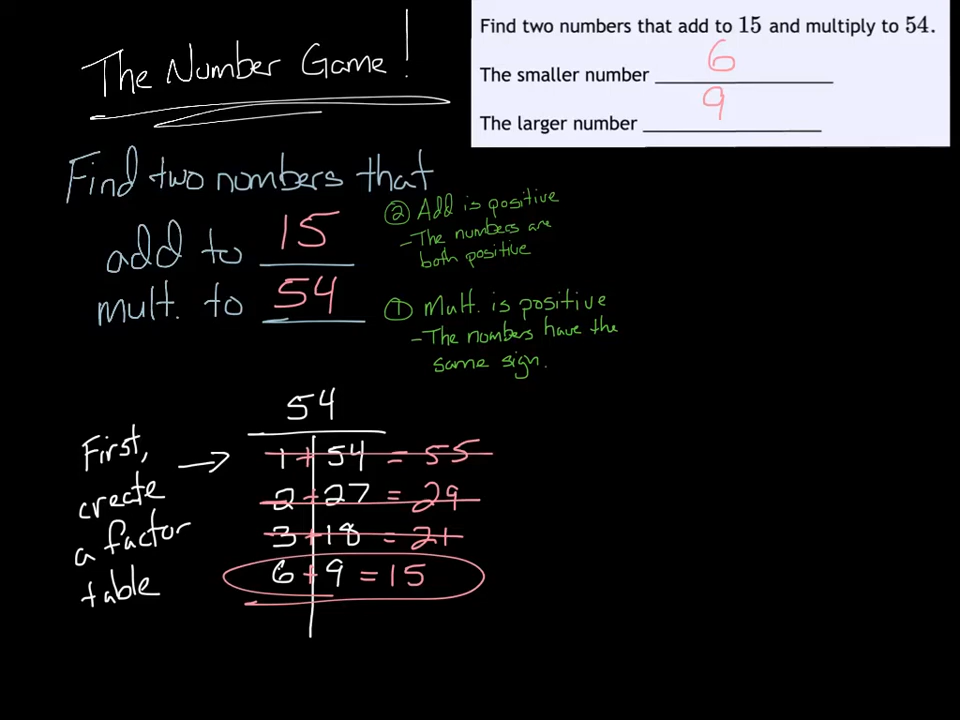 The Number Game!
Find two numbers that add to 15 and multiply to 54.
The smaller number 6
The larger number 9
Find two numbers that
add to 15
mult. to 54
② Add is positive
- The numbers are
both positive
① Mult. is positive
- The numbers have the
same sign.
First,
create
a factor
table
54
1 + 54 = 55
2 + 27 = 29
3 + 18 = 21
6 + 9 = 15